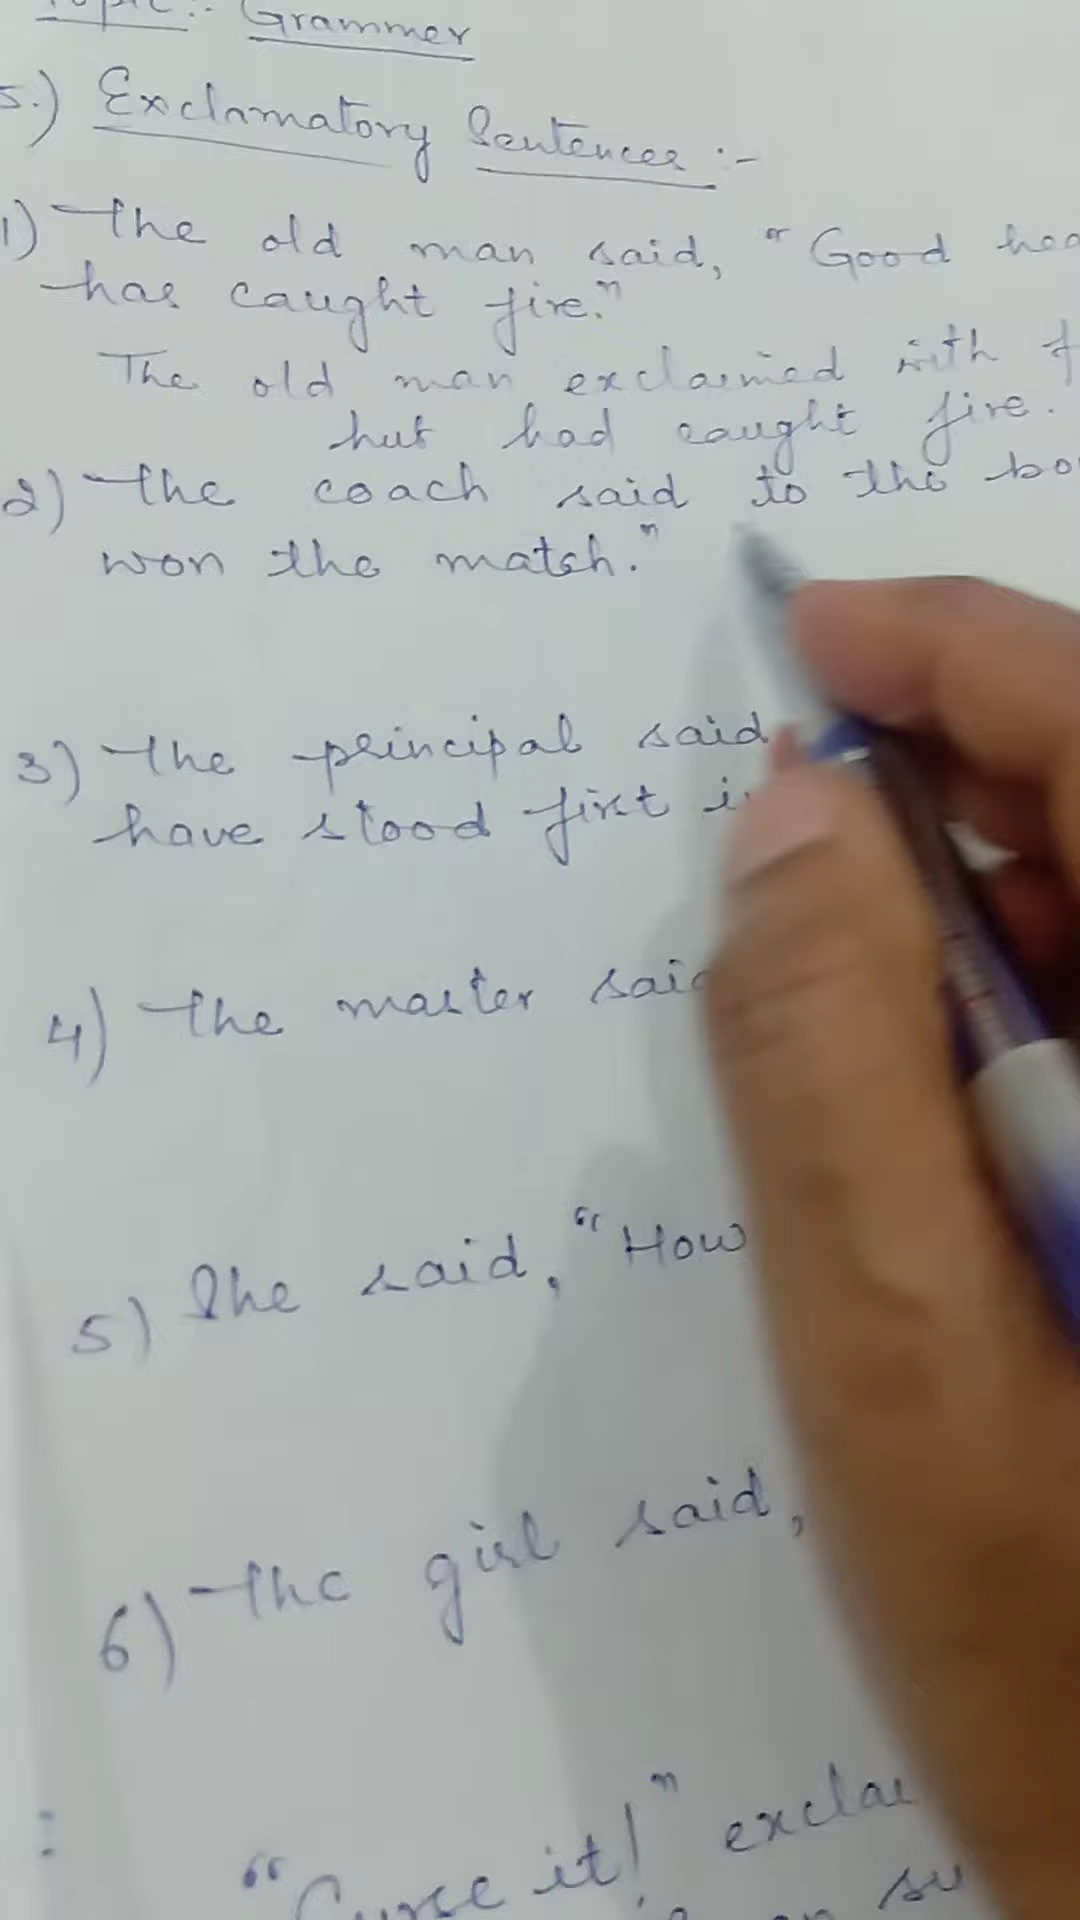 Topic :- Grammer
5.) Exclamatory Sentences :-
1) The old man said, "Good
has caught fire."
The old man exclaimed with
hut had caught fire.
2) The coach said to the
won the match."
3) The principal said
have stood first
4) The master said
5) She said, "How
6) The girl said,
"Curse it!"